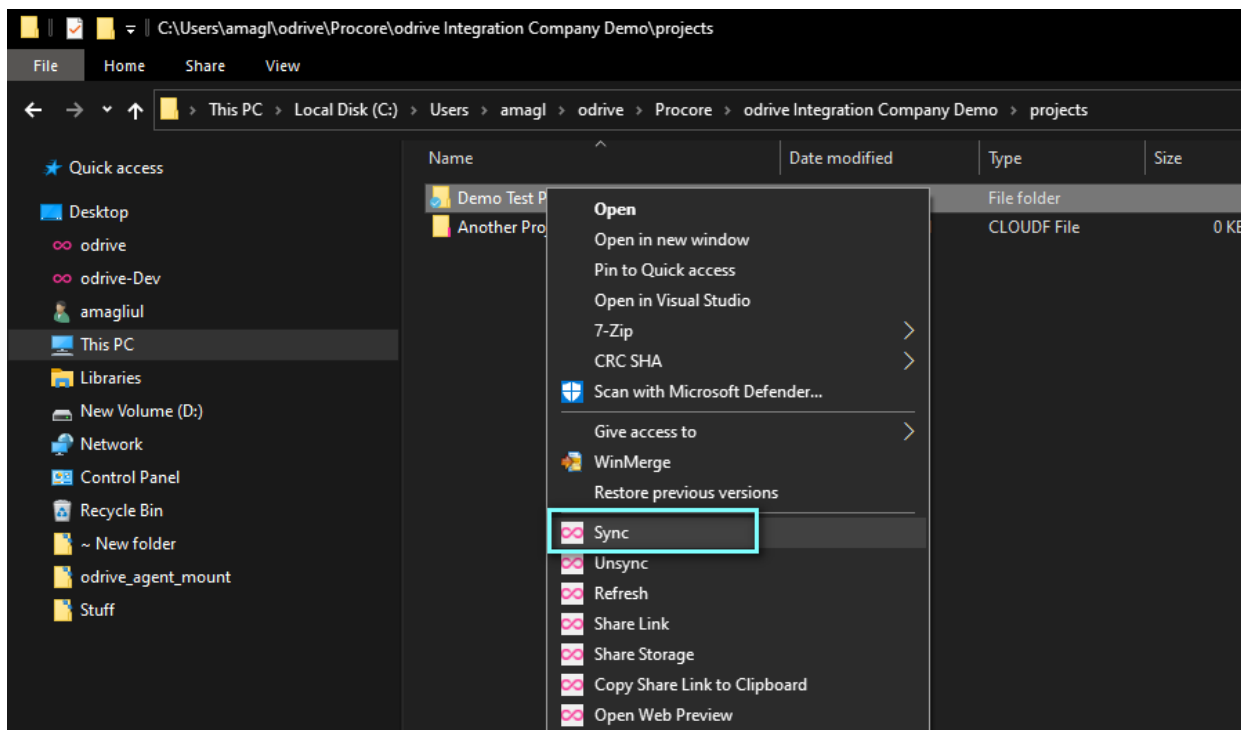 C:\Users\amagl\odrive\Procore\odrive Integration Company Demo\projects
File Home Share View
This PC > Local Disk (C:) > Users > amagl > odrive > Procore > odrive Integration Company Demo > projects
Name Date modified Type Size
Quick access
Desktop
odrive
odrive-Dev
amagliul
This PC
Libraries
New Volume (D:)
Network
Control Panel
Recycle Bin
~ New folder
odrive_agent_mount
Stuff
Demo Test P File folder
Another Proj CLOUDF File 0 KB
Open
Open in new window
Pin to Quick access
Open in Visual Studio
7-Zip
CRC SHA
Scan with Microsoft Defender...
Give access to
WinMerge
Restore previous versions
Sync
Unsync
Refresh
Share Link
Share Storage
Copy Share Link to Clipboard
Open Web Preview